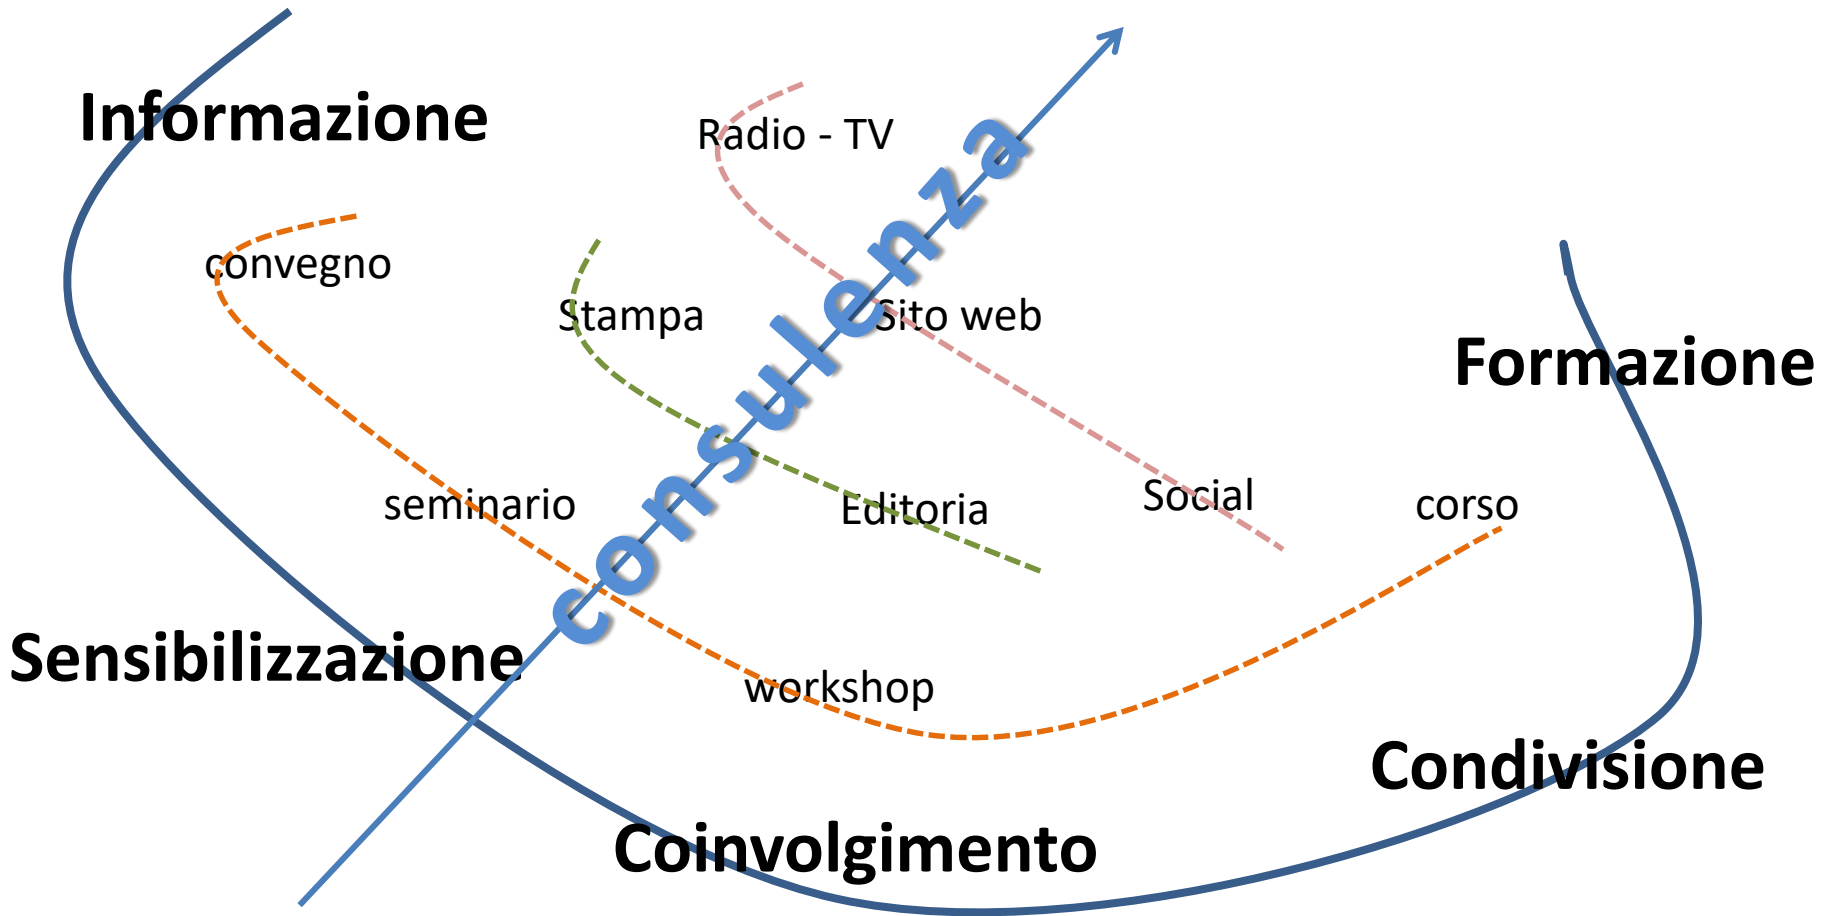 Informazione
Radio - TV
consulenza
convegno
Stampa
Sito web
Formazione
seminario
Editoria
Social
corso
Sensibilizzazione
workshop
Condivisione
Coinvolgimento